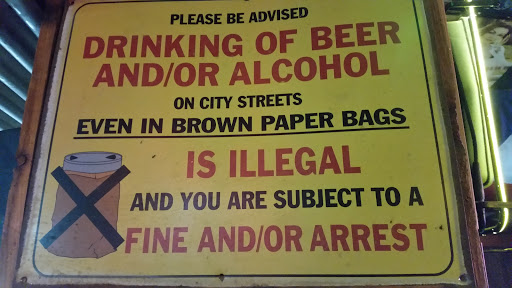 PLEASE BE ADVISED
DRINKING OF BEER
AND/OR ALCOHOL
ON CITY STREETS
EVEN IN BROWN PAPER BAGS
IS ILLEGAL
AND YOU ARE SUBJECT TO A
FINE AND/OR ARREST